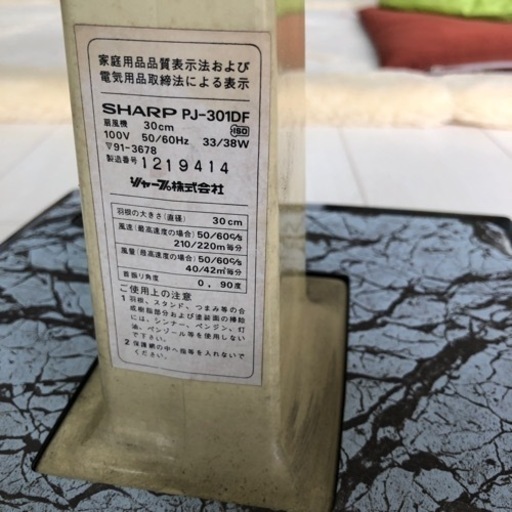 家庭用品品質表示法および
電気用品取締法による表示
SHARP PJ-301DF
扇風機 30cm
100V 50/60Hz 33/38W
▽91-3678
製造番号 1219414
シャープ株式会社
羽根の大きさ(直径) 30cm
風速(最高速度の場合) 50/60c/s
210/220m毎分
風量(最高速度の場合) 50/60c/s
40/42m³毎分
首振り角度 0, 90度
ご使用上の注意
1 羽根、スタンド、つまみ等の合
成樹脂部分および塗装面の掃除
には、シンナー、ベンジン、灯
油、ベンゾール等を使用しない
で下さい。
2 保護網の中へ指等を入れないで
ください。